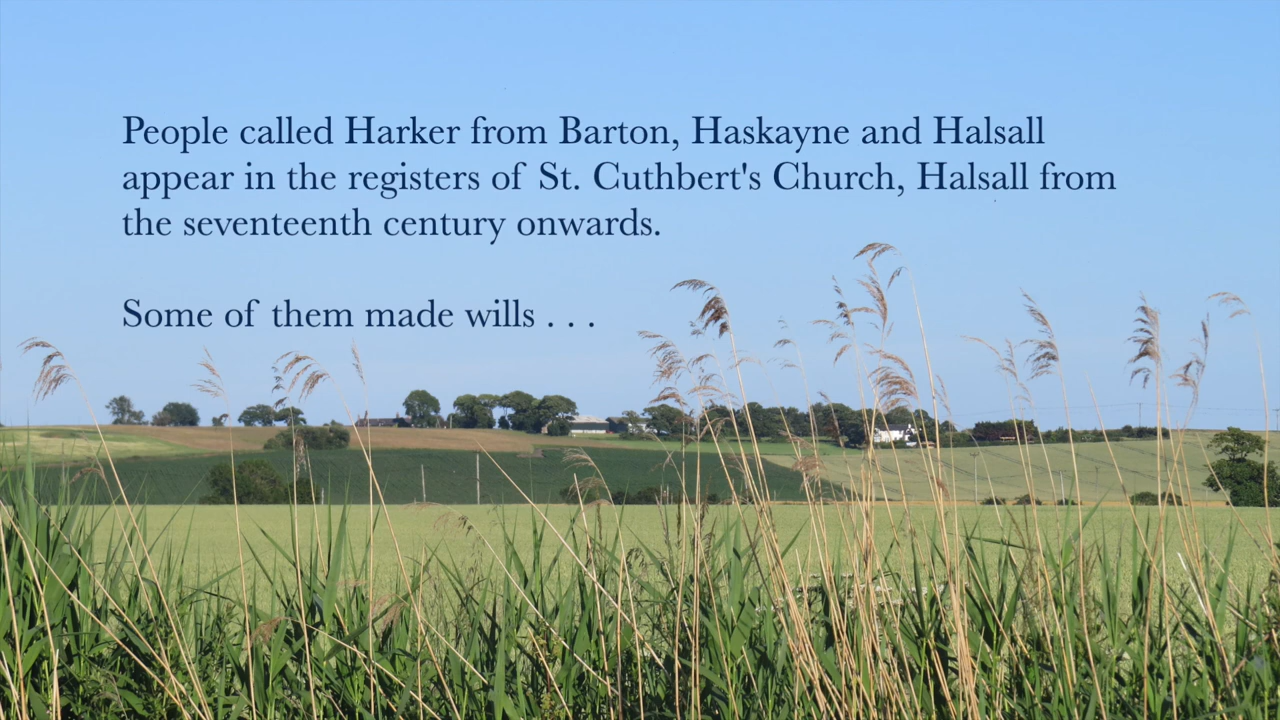 People called Harker from Barton, Haskayne and Halsall
appear in the registers of St. Cuthbert's Church, Halsall from
the seventeenth century onwards.
Some of them made wills . . .